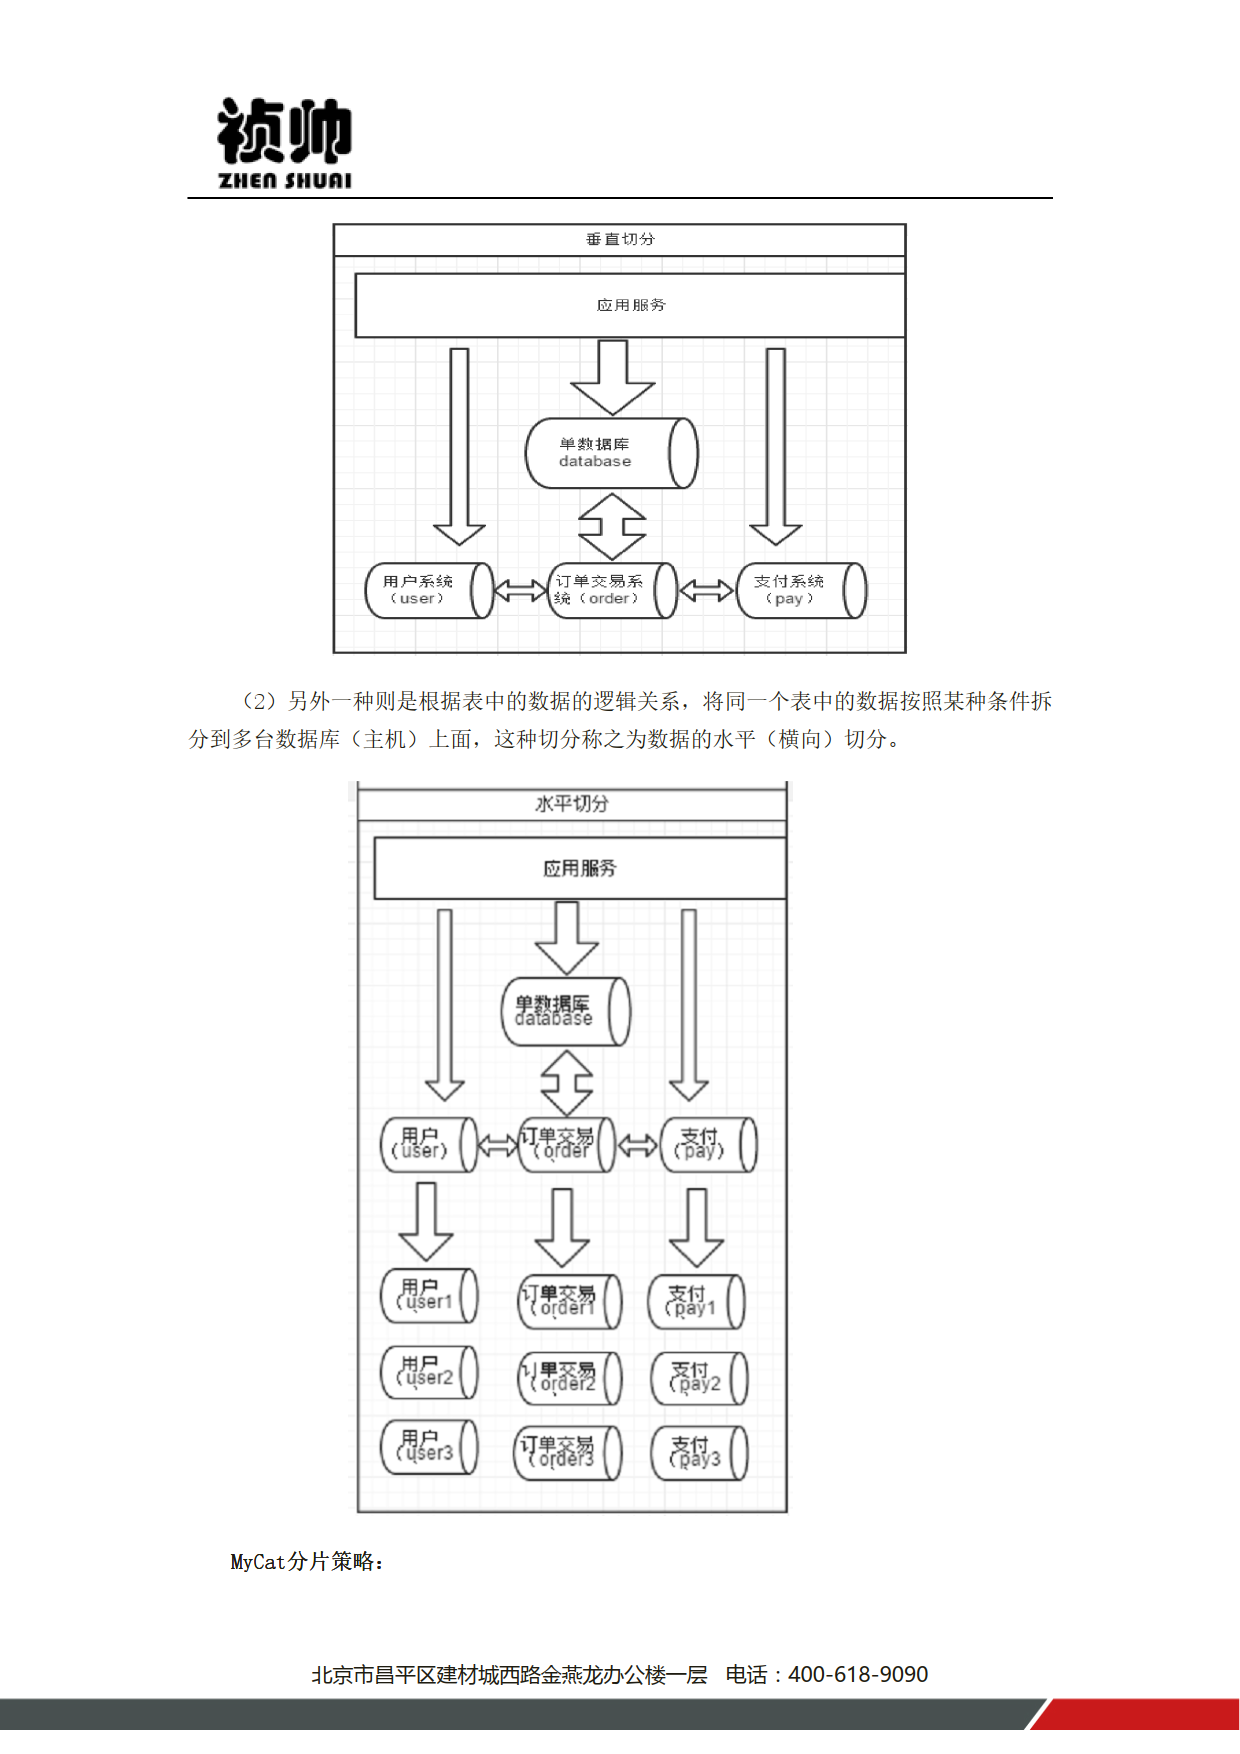 祯帅
ZHEN SHUAI
垂直切分
应用服务
单数据库
database
用户系统
（user）
订单交易系
统（order）
支付系统
（pay）
（2）另外一种则是根据表中的数据的逻辑关系，将同一个表中的数据按照某种条件拆
分到多台数据库（主机）上面，这种切分称之为数据的水平（横向）切分。
水平切分
应用服务
单数据库
database
用户
（user）
订单交易
（order
支付
（pay）
用户
（user1
订单交易
（order1
支付
（pay1
用户
（user2
订单交易
（order2
支付
（pay2
用户
（user3
订单交易
（order3
支付
（pay3
MyCat分片策略：
北京市昌平区建材城西路金燕龙办公楼一层 电话：400-618-9090